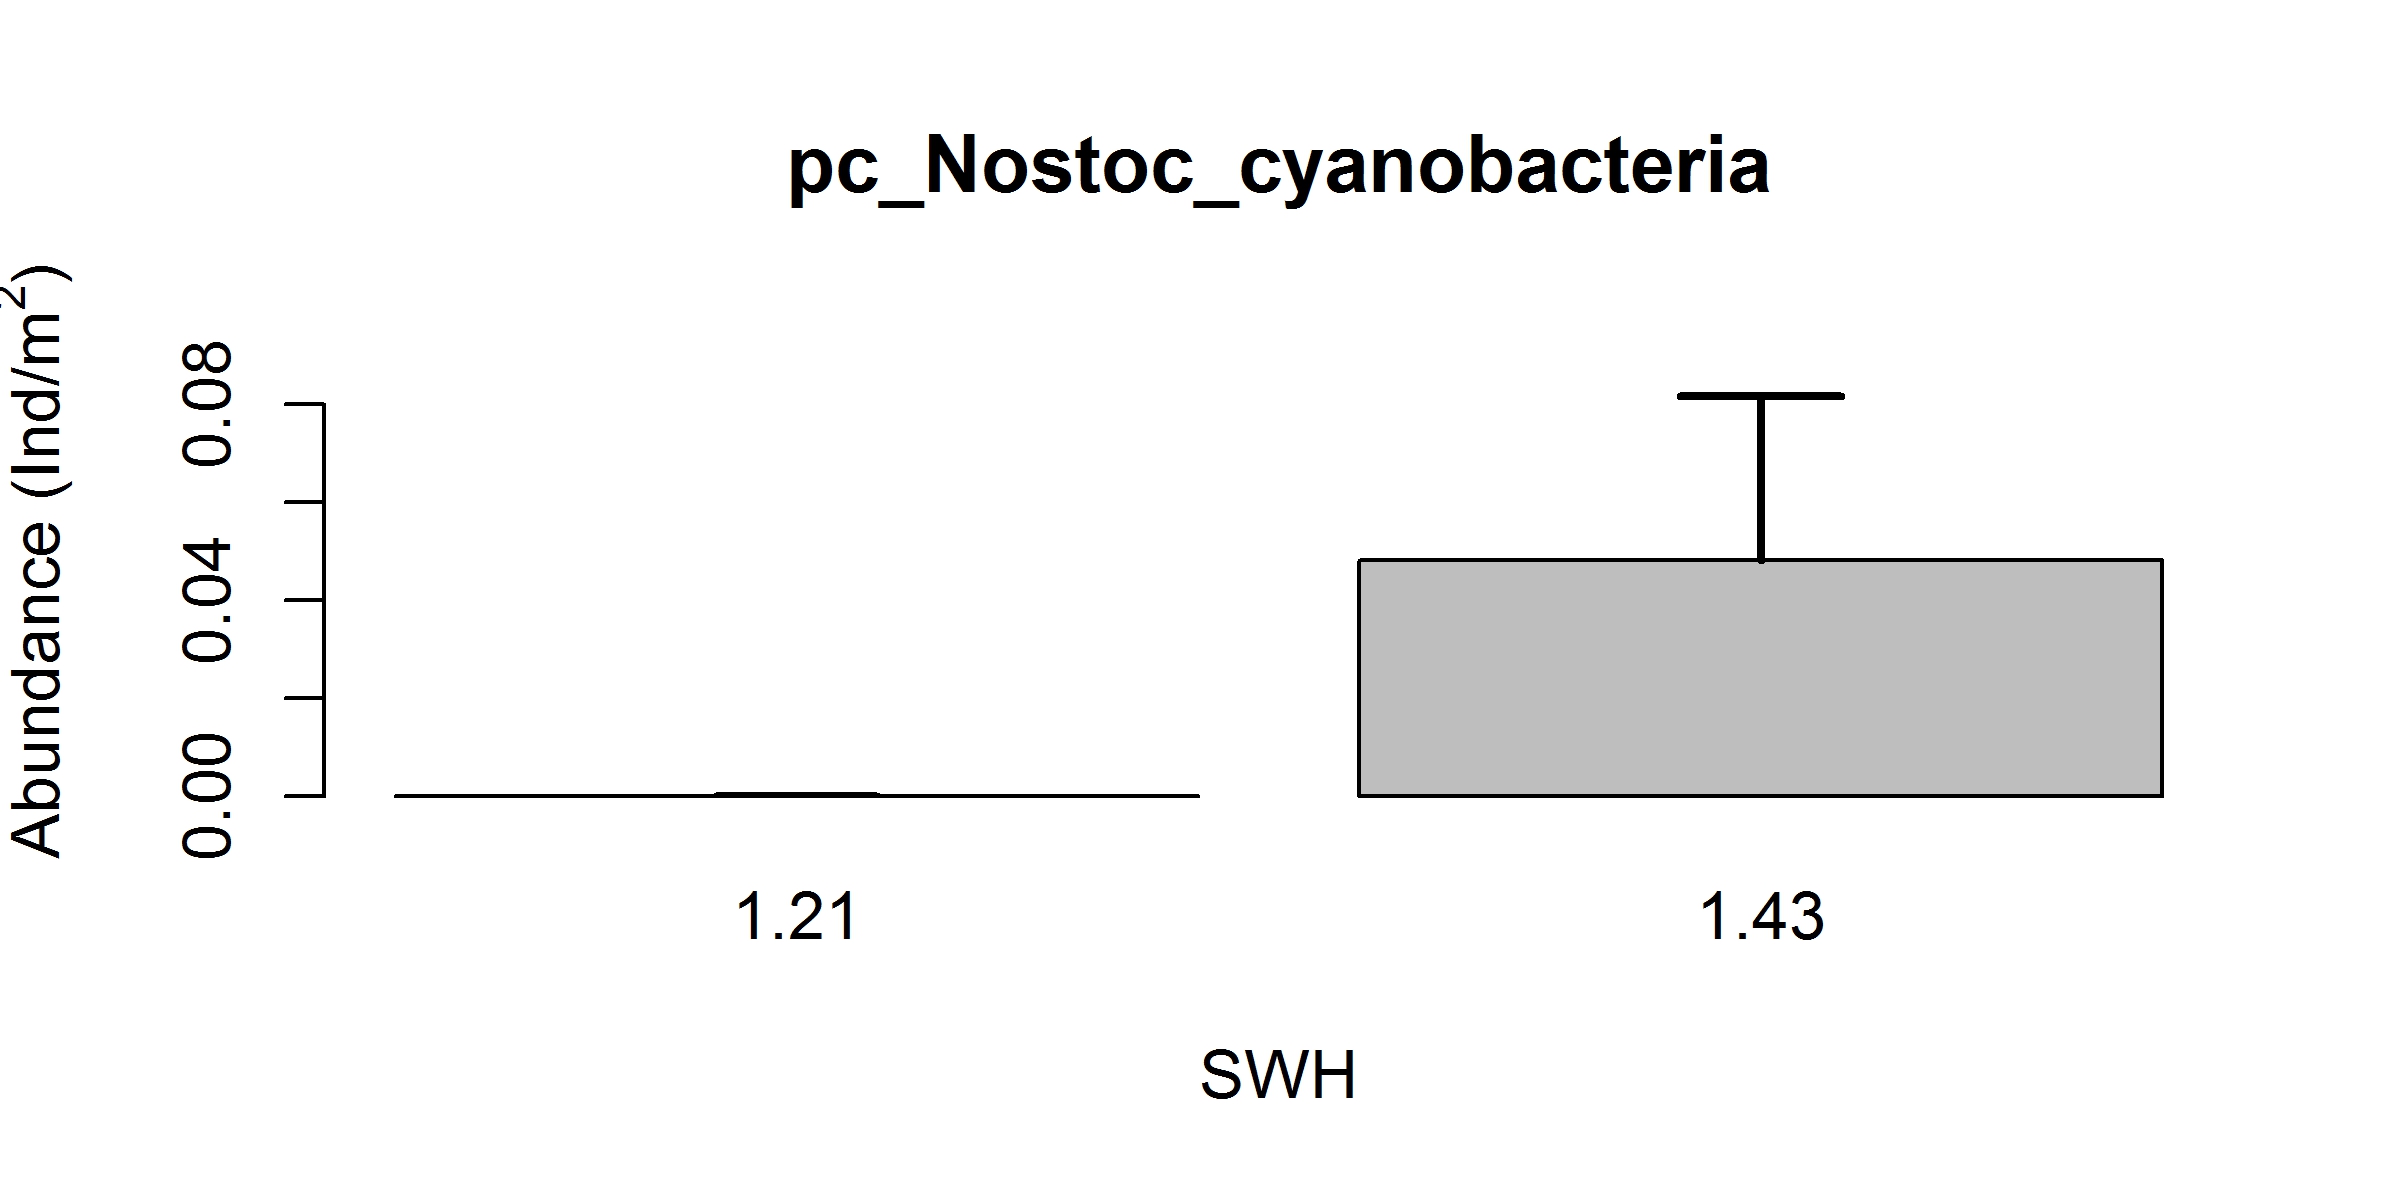 pc_Nostoc_cyanobacteria
Abundance (Ind/m²)
0.08
0.04
0.00
1.21
1.43
SWH